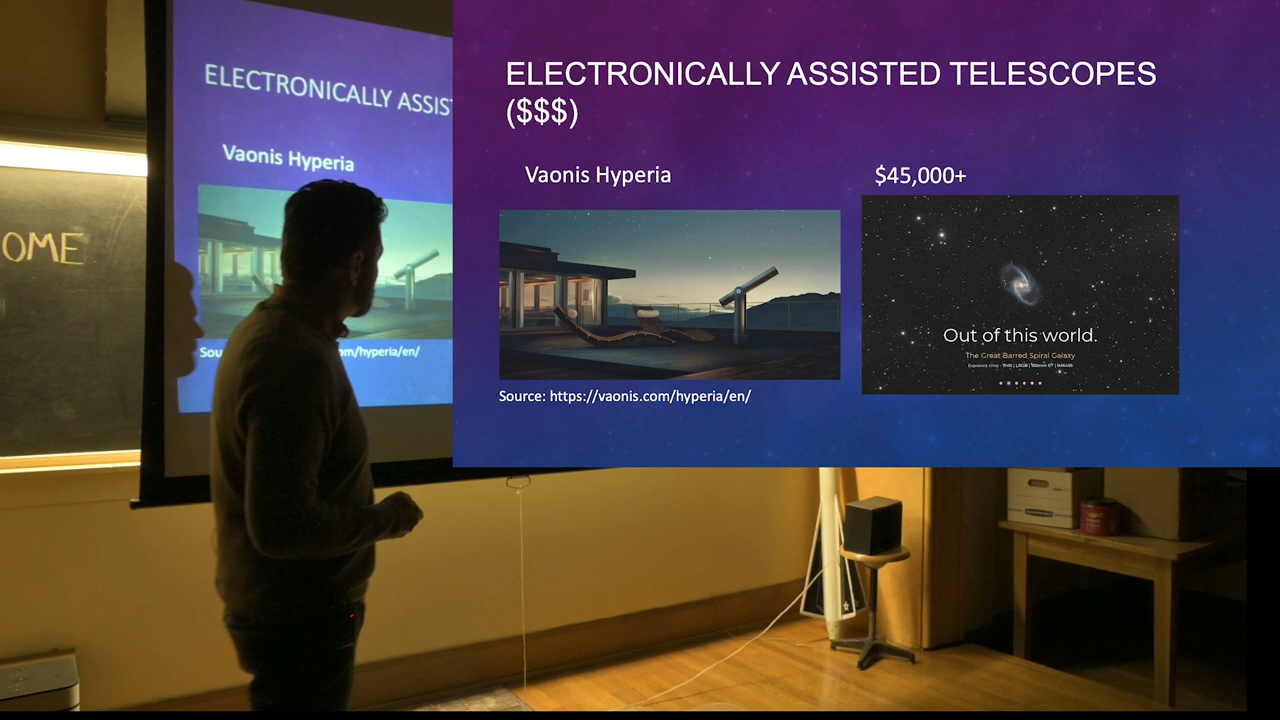 OME
ELECTRONICALLY ASSIS
Vaonis Hyperia
Sou om/hyperia/en/
ELECTRONICALLY ASSISTED TELESCOPES
($$$)
Vaonis Hyperia
$45,000+
Out of this world.
The Great Barred Spiral Galaxy
Source: https://vaonis.com/hyperia/en/